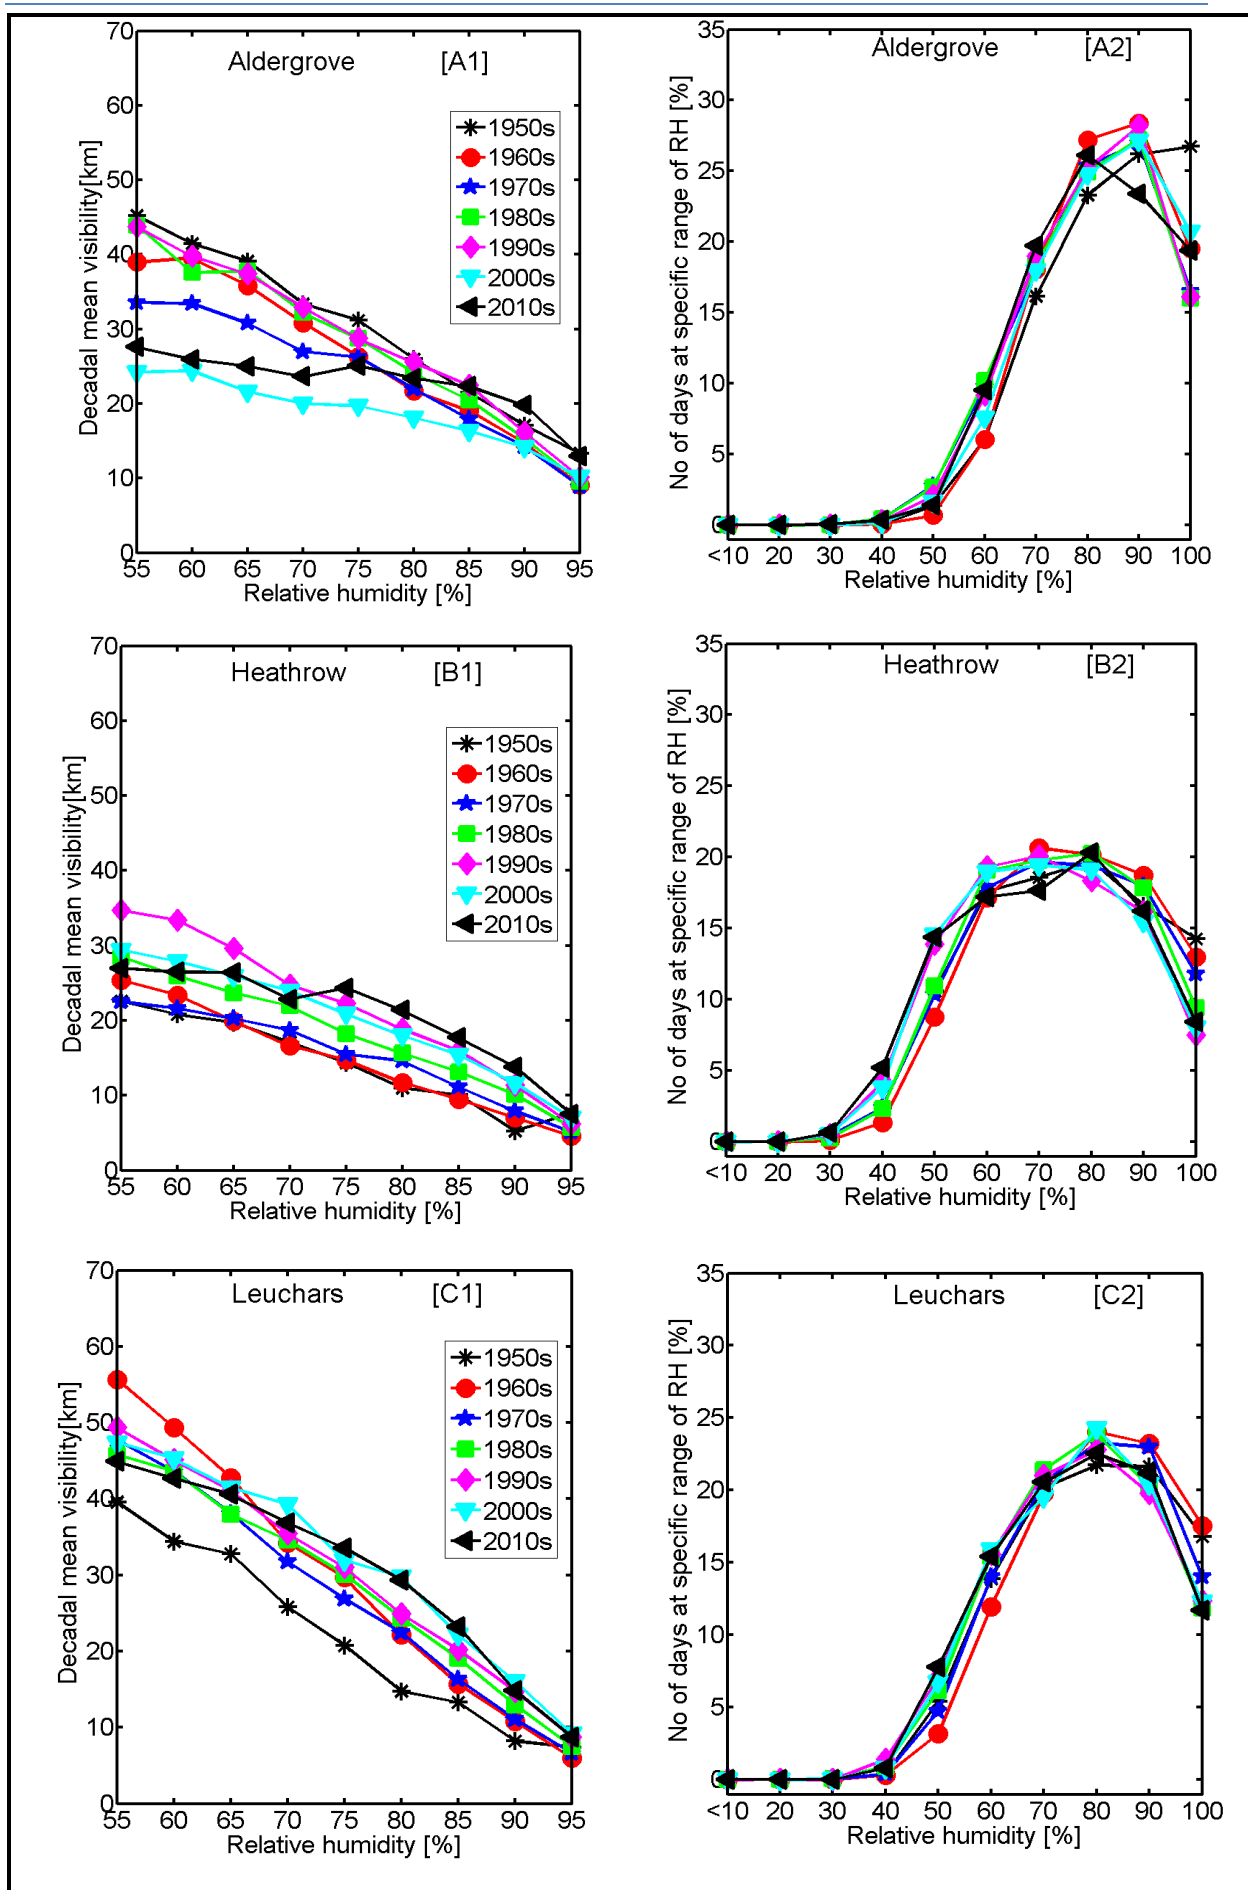 Aldergrove [A1]
Decadal mean visibility[km]
70
60
50
40
30
20
10
0
1950s
1960s
1970s
1980s
1990s
2000s
2010s
55 60 65 70 75 80 85 90 95
Relative humidity [%]
Aldergrove [A2]
No of days at specific range of RH [%]
35
30
25
20
15
10
5
0
<10 20 30 40 50 60 70 80 90 100
Relative humidity [%]
Heathrow [B1]
Decadal mean visibility[km]
70
60
50
40
30
20
10
0
1950s
1960s
1970s
1980s
1990s
2000s
2010s
55 60 65 70 75 80 85 90 95
Relative humidity [%]
Heathrow [B2]
No of days at specific range of RH [%]
35
30
25
20
15
10
5
0
<10 20 30 40 50 60 70 80 90 100
Relative humidity [%]
Leuchars [C1]
Decadal mean visibility[km]
70
60
50
40
30
20
10
0
1950s
1960s
1970s
1980s
1990s
2000s
2010s
55 60 65 70 75 80 85 90 95
Relative humidity [%]
Leuchars [C2]
No of days at specific range of RH [%]
35
30
25
20
15
10
5
0
<10 20 30 40 50 60 70 80 90 100
Relative humidity [%]